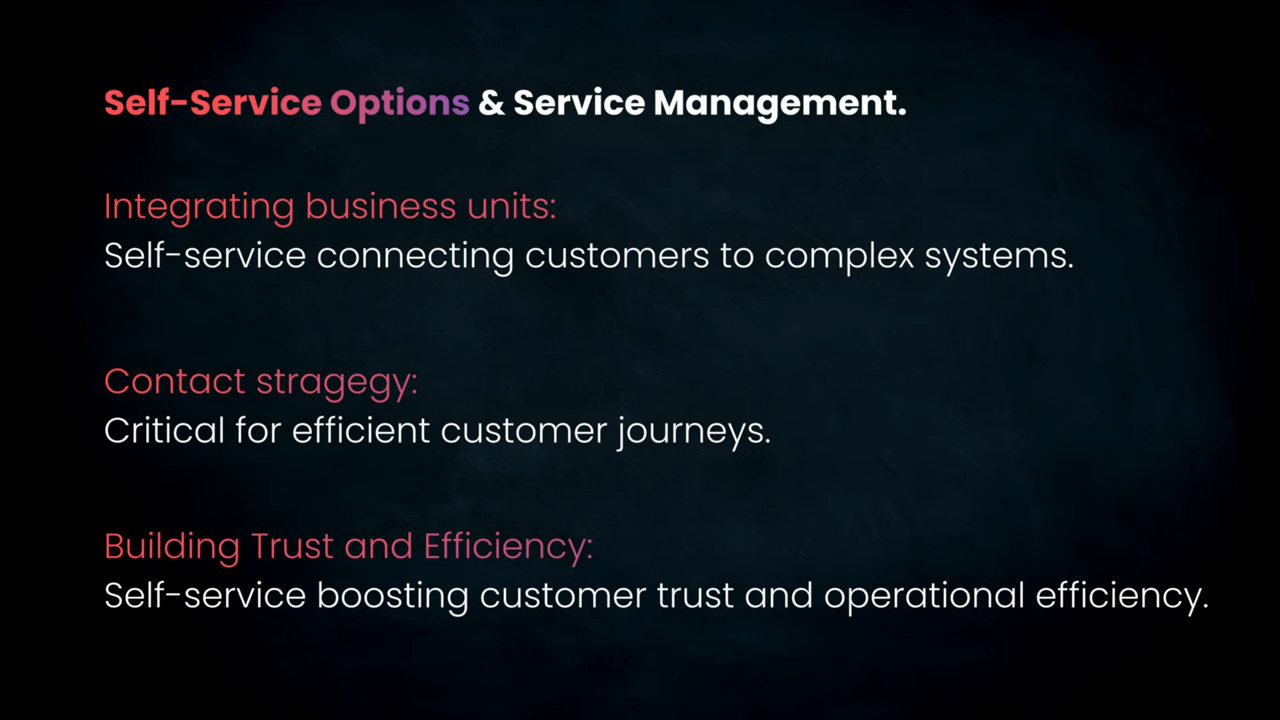 Self-Service Options & Service Management.
Integrating business units:
Self-service connecting customers to complex systems.
Contact stragegy:
Critical for efficient customer journeys.
Building Trust and Efficiency:
Self-service boosting customer trust and operational efficiency.